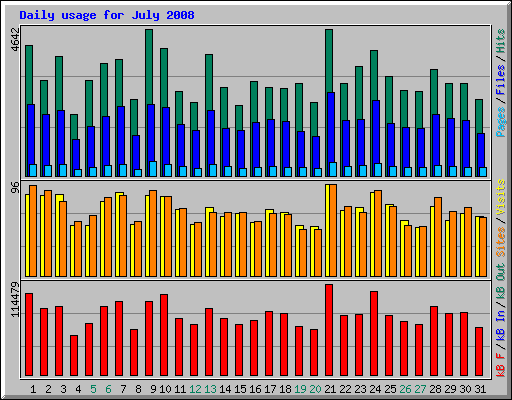 Daily usage for July 2008
4642
Pages / Files / Hits
96
Sites / Visits
114479
kB F / kB In / kB Out
1 2 3 4 5 6 7 8 9 10 11 12 13 14 15 16 17 18 19 20 21 22 23 24 25 26 27 28 29 30 31